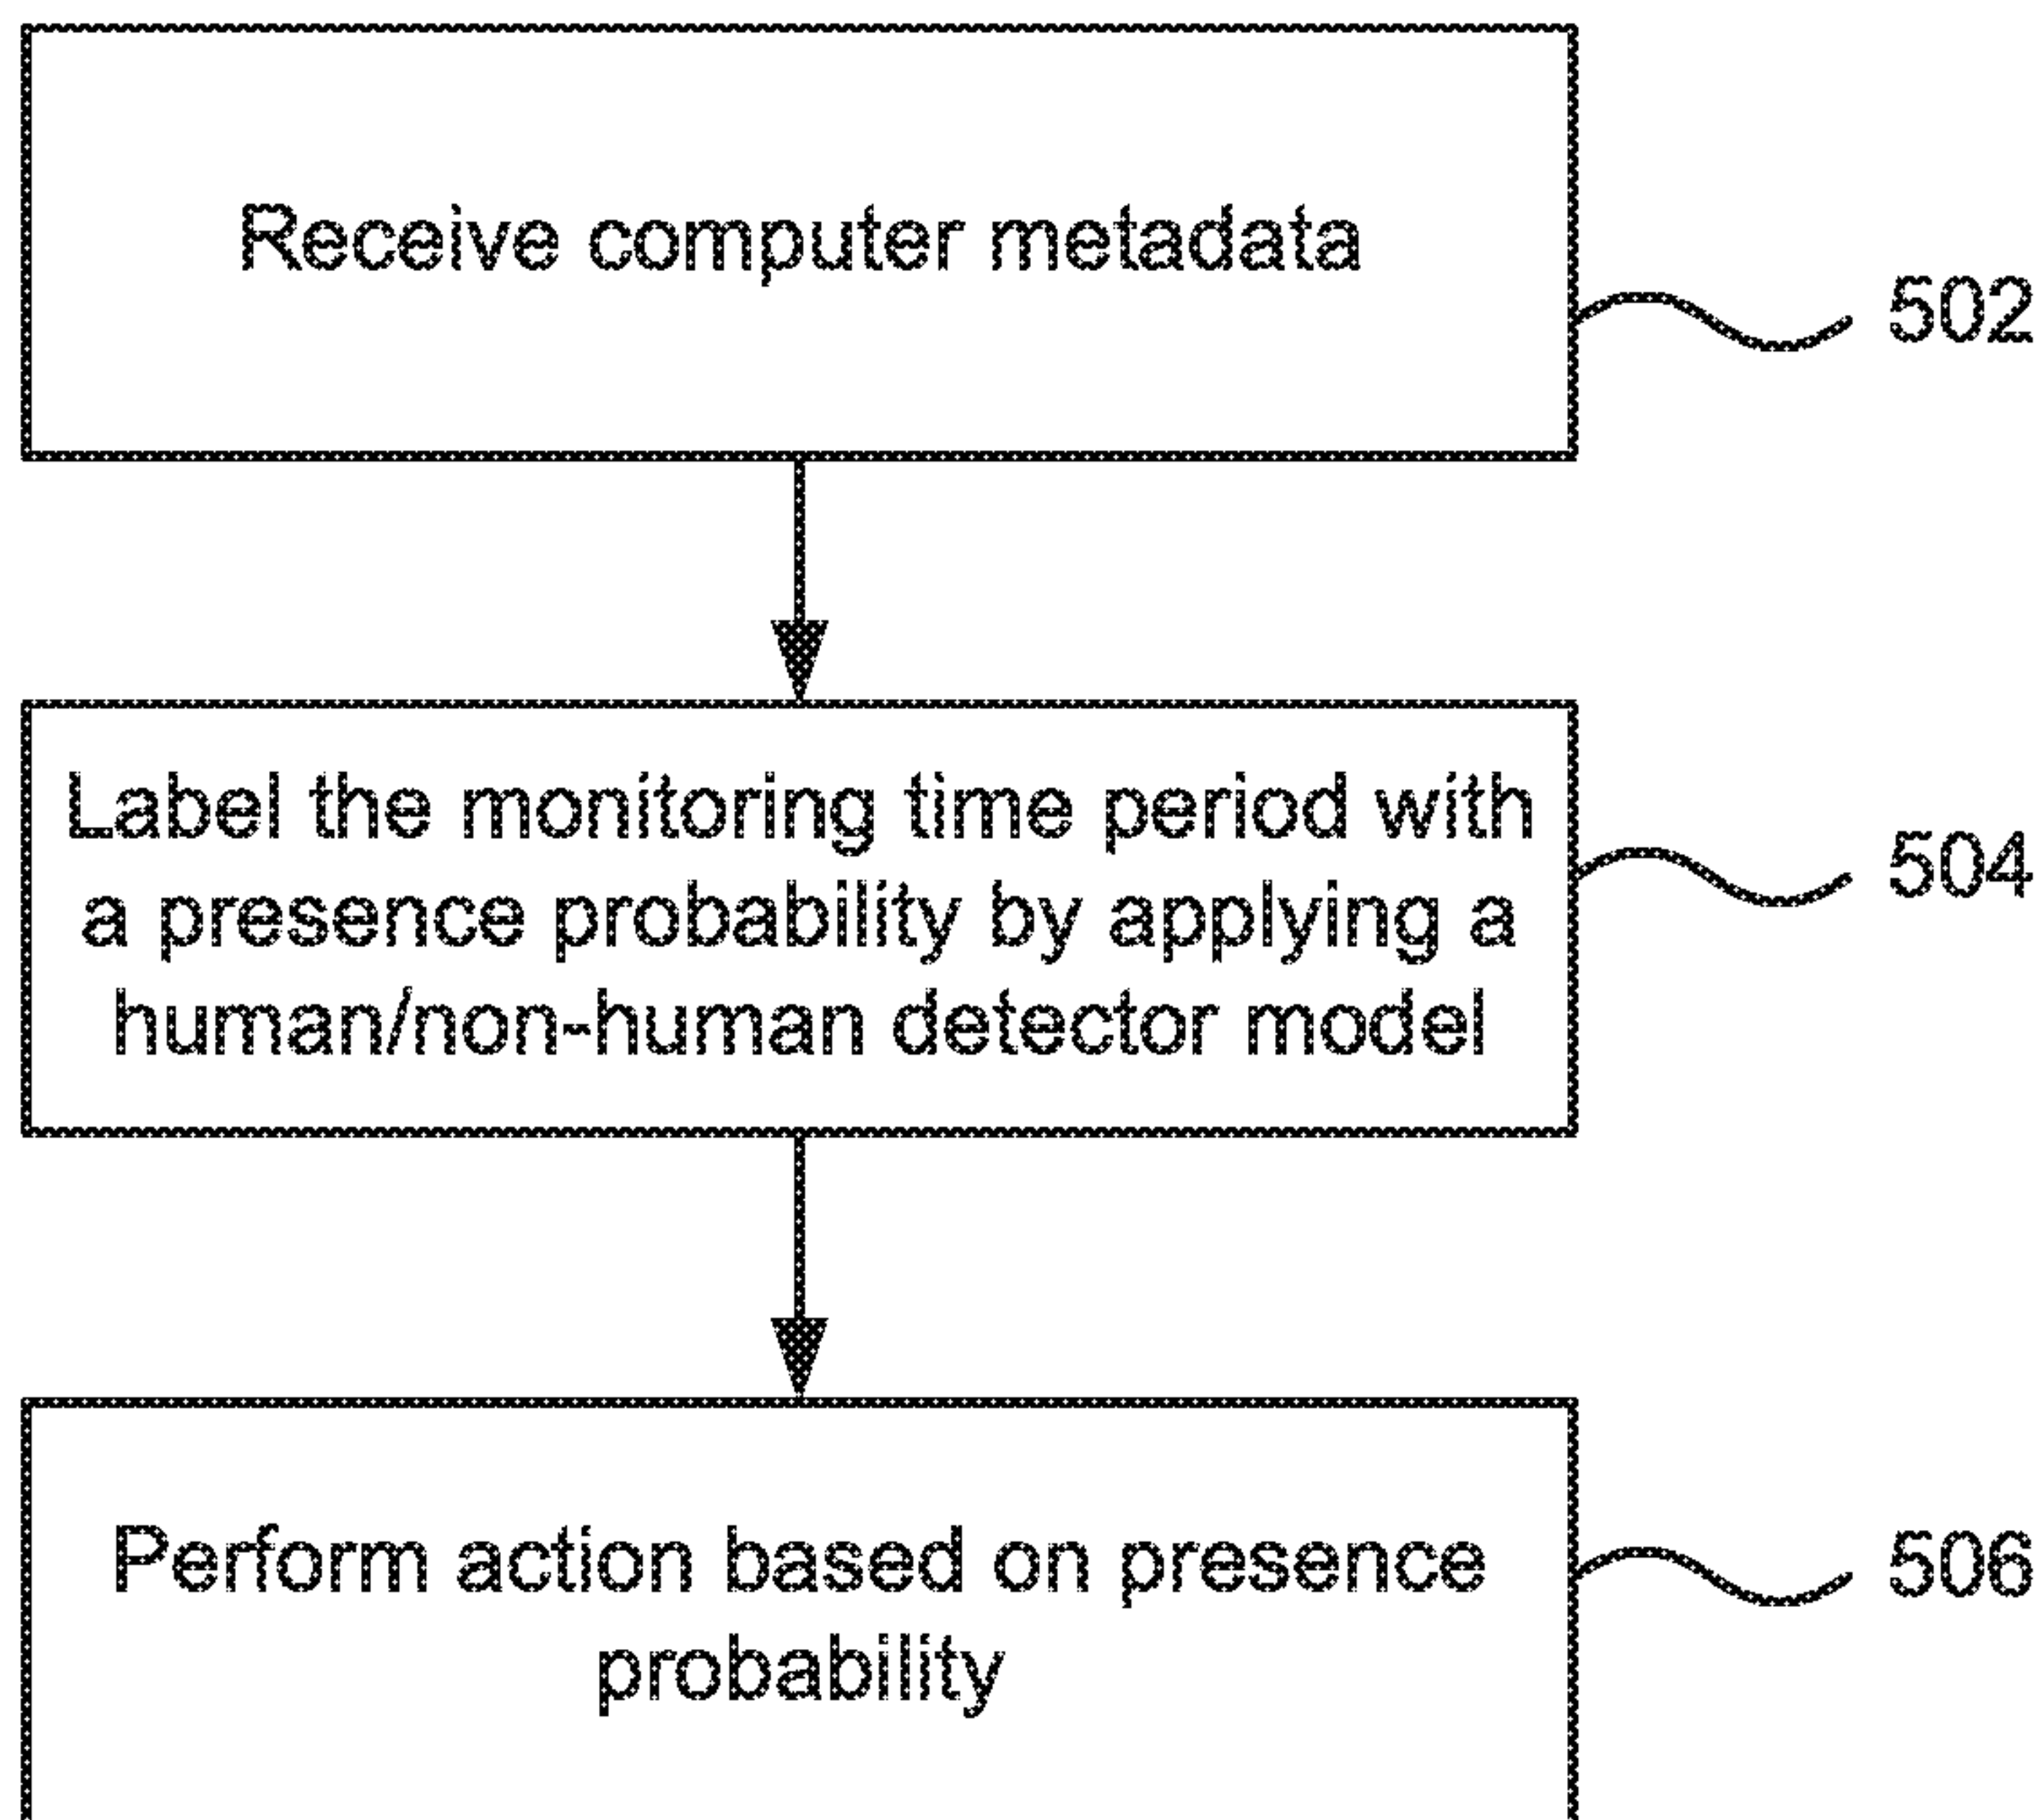 Receive computer metadata
502
Label the monitoring time period with
a presence probability by applying a
human/non-human detector model
504
Perform action based on presence
probability
506